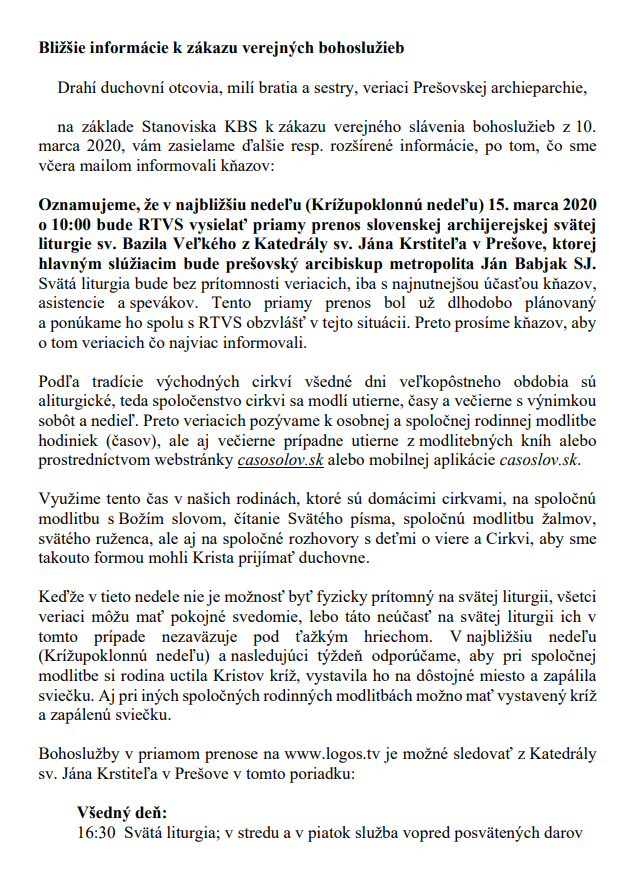 Bližšie informácie k zákazu verejných bohoslužieb
Drahí duchovní otcovia, milí bratia a sestry, veriaci Prešovskej archieparchie,
na základe Stanoviska KBS k zákazu verejného slávenia bohoslužieb z 10.
marca 2020, vám zasielame ďalšie resp. rozšírené informácie, po tom, čo sme
včera mailom informovali kňazov:
Oznamujeme, že v najbližšiu nedeľu (Krížupoklonnú nedeľu) 15. marca 2020
o 10:00 bude RTVS vysielať priamy prenos slovenskej archijerejskej svätej
liturgie sv. Bazila Veľkého z Katedrály sv. Jána Krstiteľa v Prešove, ktorej
hlavným slúžiacim bude prešovský arcibiskup metropolita Ján Babjak SJ.
Svätá liturgia bude bez prítomnosti veriacich, iba s najnutnejšou účasťou kňazov,
asistencie a spevákov. Tento priamy prenos bol už dlhodobo plánovaný
a ponúkame ho spolu s RTVS obzvlášť v tejto situácii. Preto prosíme kňazov, aby
o tom veriacich čo najviac informovali.
Podľa tradície východných cirkví všedné dni veľkopôstneho obdobia sú
aliturgické, teda spoločenstvo cirkvi sa modlí utierne, časy a večierne s výnimkou
sobôt a nedieľ. Preto veriacich pozývame k osobnej a spoločnej rodinnej modlitbe
hodiniek (časov), ale aj večierne prípadne utierne z modlitebných kníh alebo
prostredníctvom webstránky casosolov.sk alebo mobilnej aplikácie casoslov.sk.
Využime tento čas v našich rodinách, ktoré sú domácimi cirkvami, na spoločnú
modlitbu s Božím slovom, čítanie Svätého písma, spoločnú modlitbu žalmov,
svätého ruženca, ale aj na spoločné rozhovory s deťmi o viere a Cirkvi, aby sme
takouto formou mohli Krista prijímať duchovne.
Keďže v tieto nedele nie je možnosť byť fyzicky prítomný na svätej liturgii, všetci
veriaci môžu mať pokojné svedomie, lebo táto neúčasť na svätej liturgii ich v
tomto prípade nezaväzuje pod ťažkým hriechom. V najbližšiu nedeľu
(Krížupoklonnú nedeľu) a nasledujúci týždeň odporúčame, aby pri spoločnej
modlitbe si rodina uctila Kristov kríž, vystavila ho na dôstojné miesto a zapálila
sviečku. Aj pri iných spoločných rodinných modlitbách možno mať vystavený kríž
a zapálenú sviečku.
Bohoslužby v priamom prenose na www.logos.tv je možné sledovať z Katedrály
sv. Jána Krstiteľa v Prešove v tomto poriadku:
Všedný deň:
16:30 Svätá liturgia; v stredu a v piatok služba vopred posvätených darov